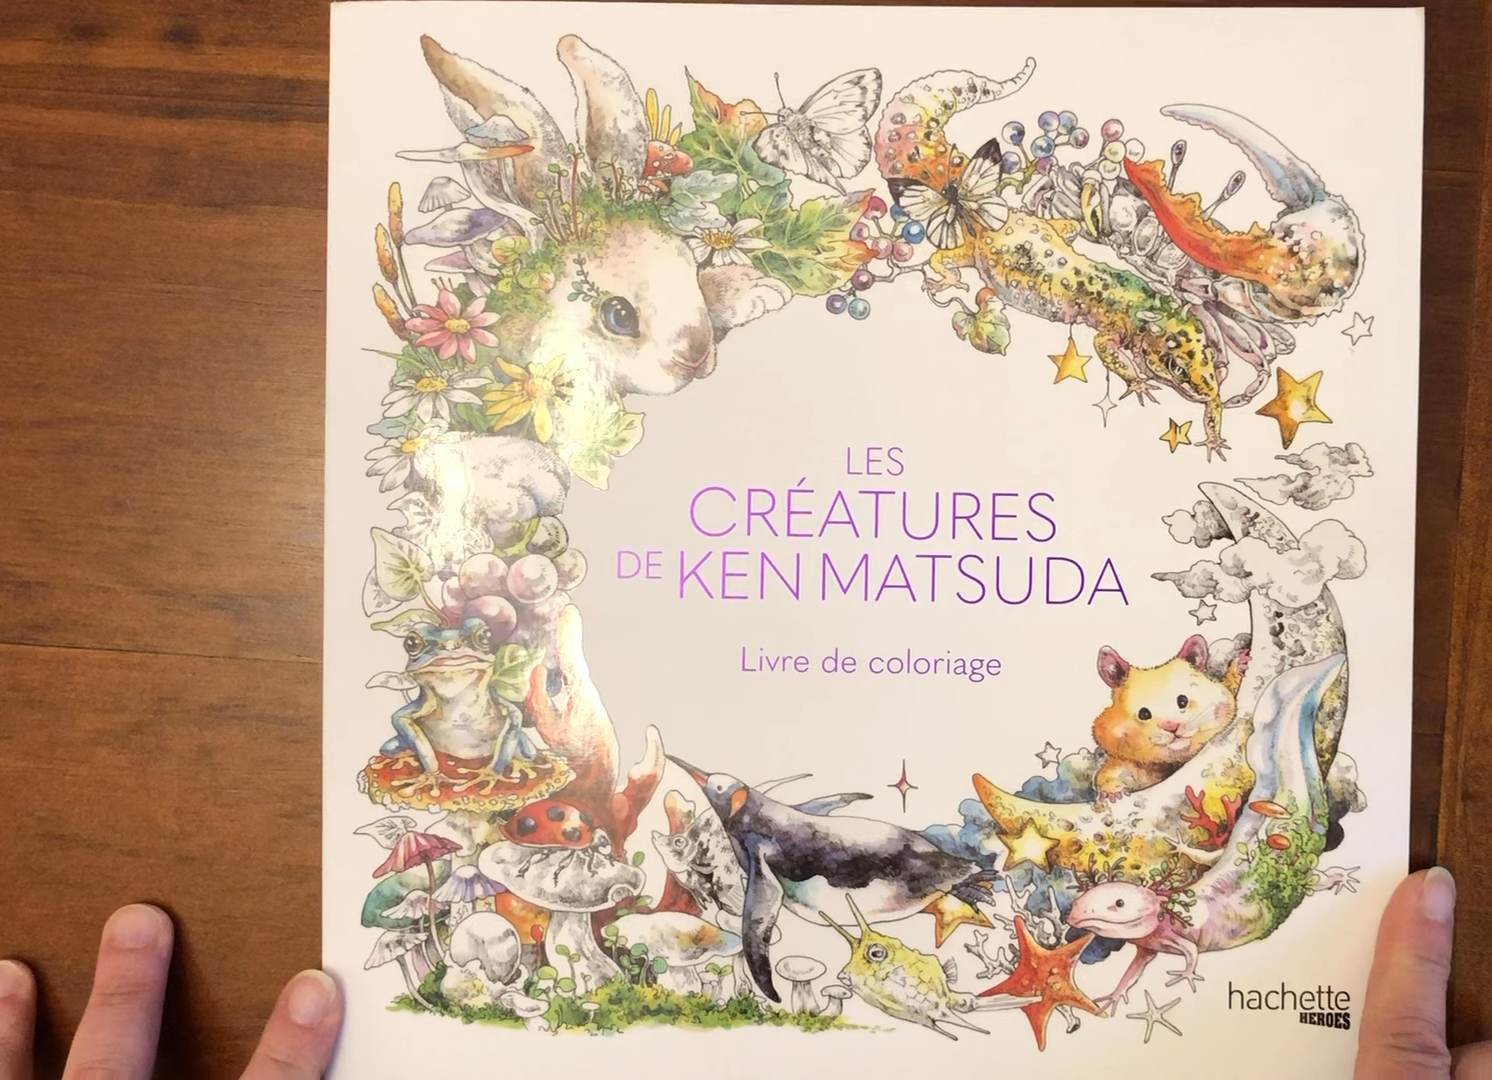 LES
CRÉATURES
DE KEN MATSUDA
Livre de coloriage
hachette
HEROES